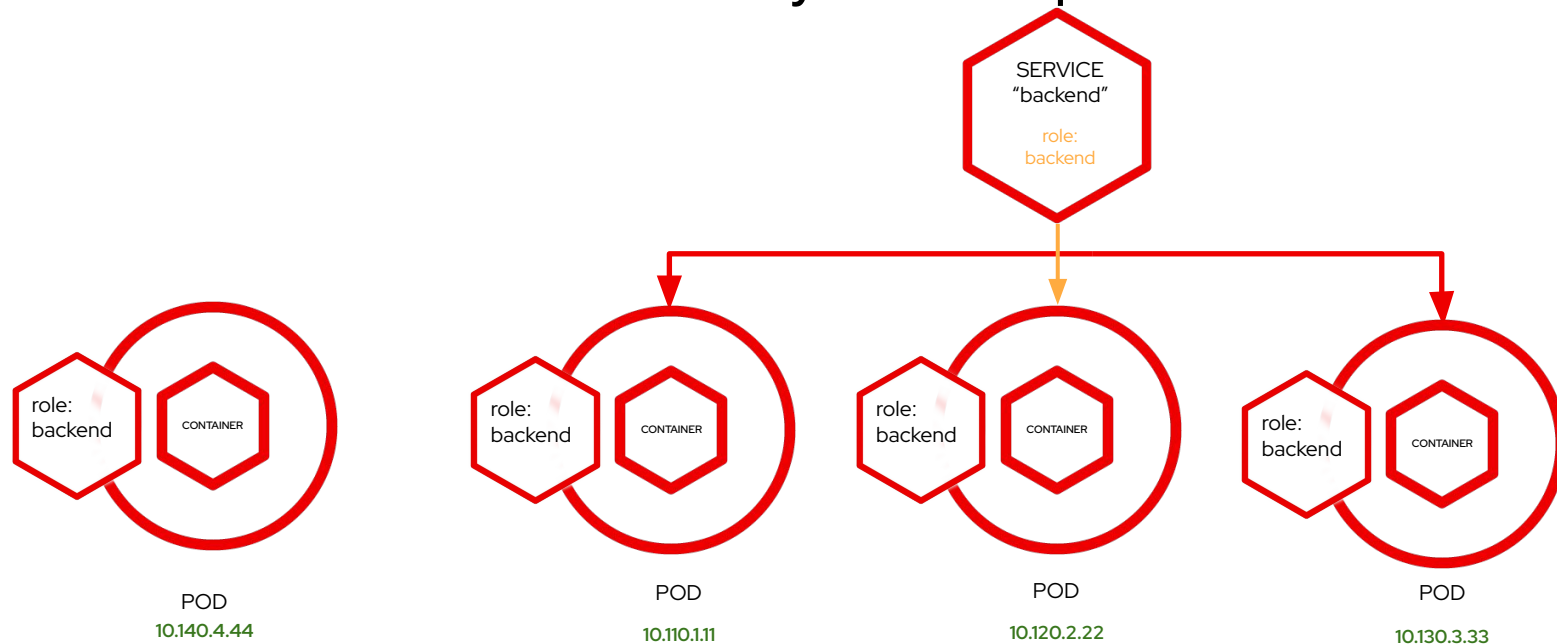 SERVICE
“backend”
role:
backend
role:
backend
CONTAINER
role:
backend
CONTAINER
role:
backend
CONTAINER
role:
backend
CONTAINER
POD
10.140.4.44
POD
10.110.1.11
POD
10.120.2.22
POD
10.130.3.33